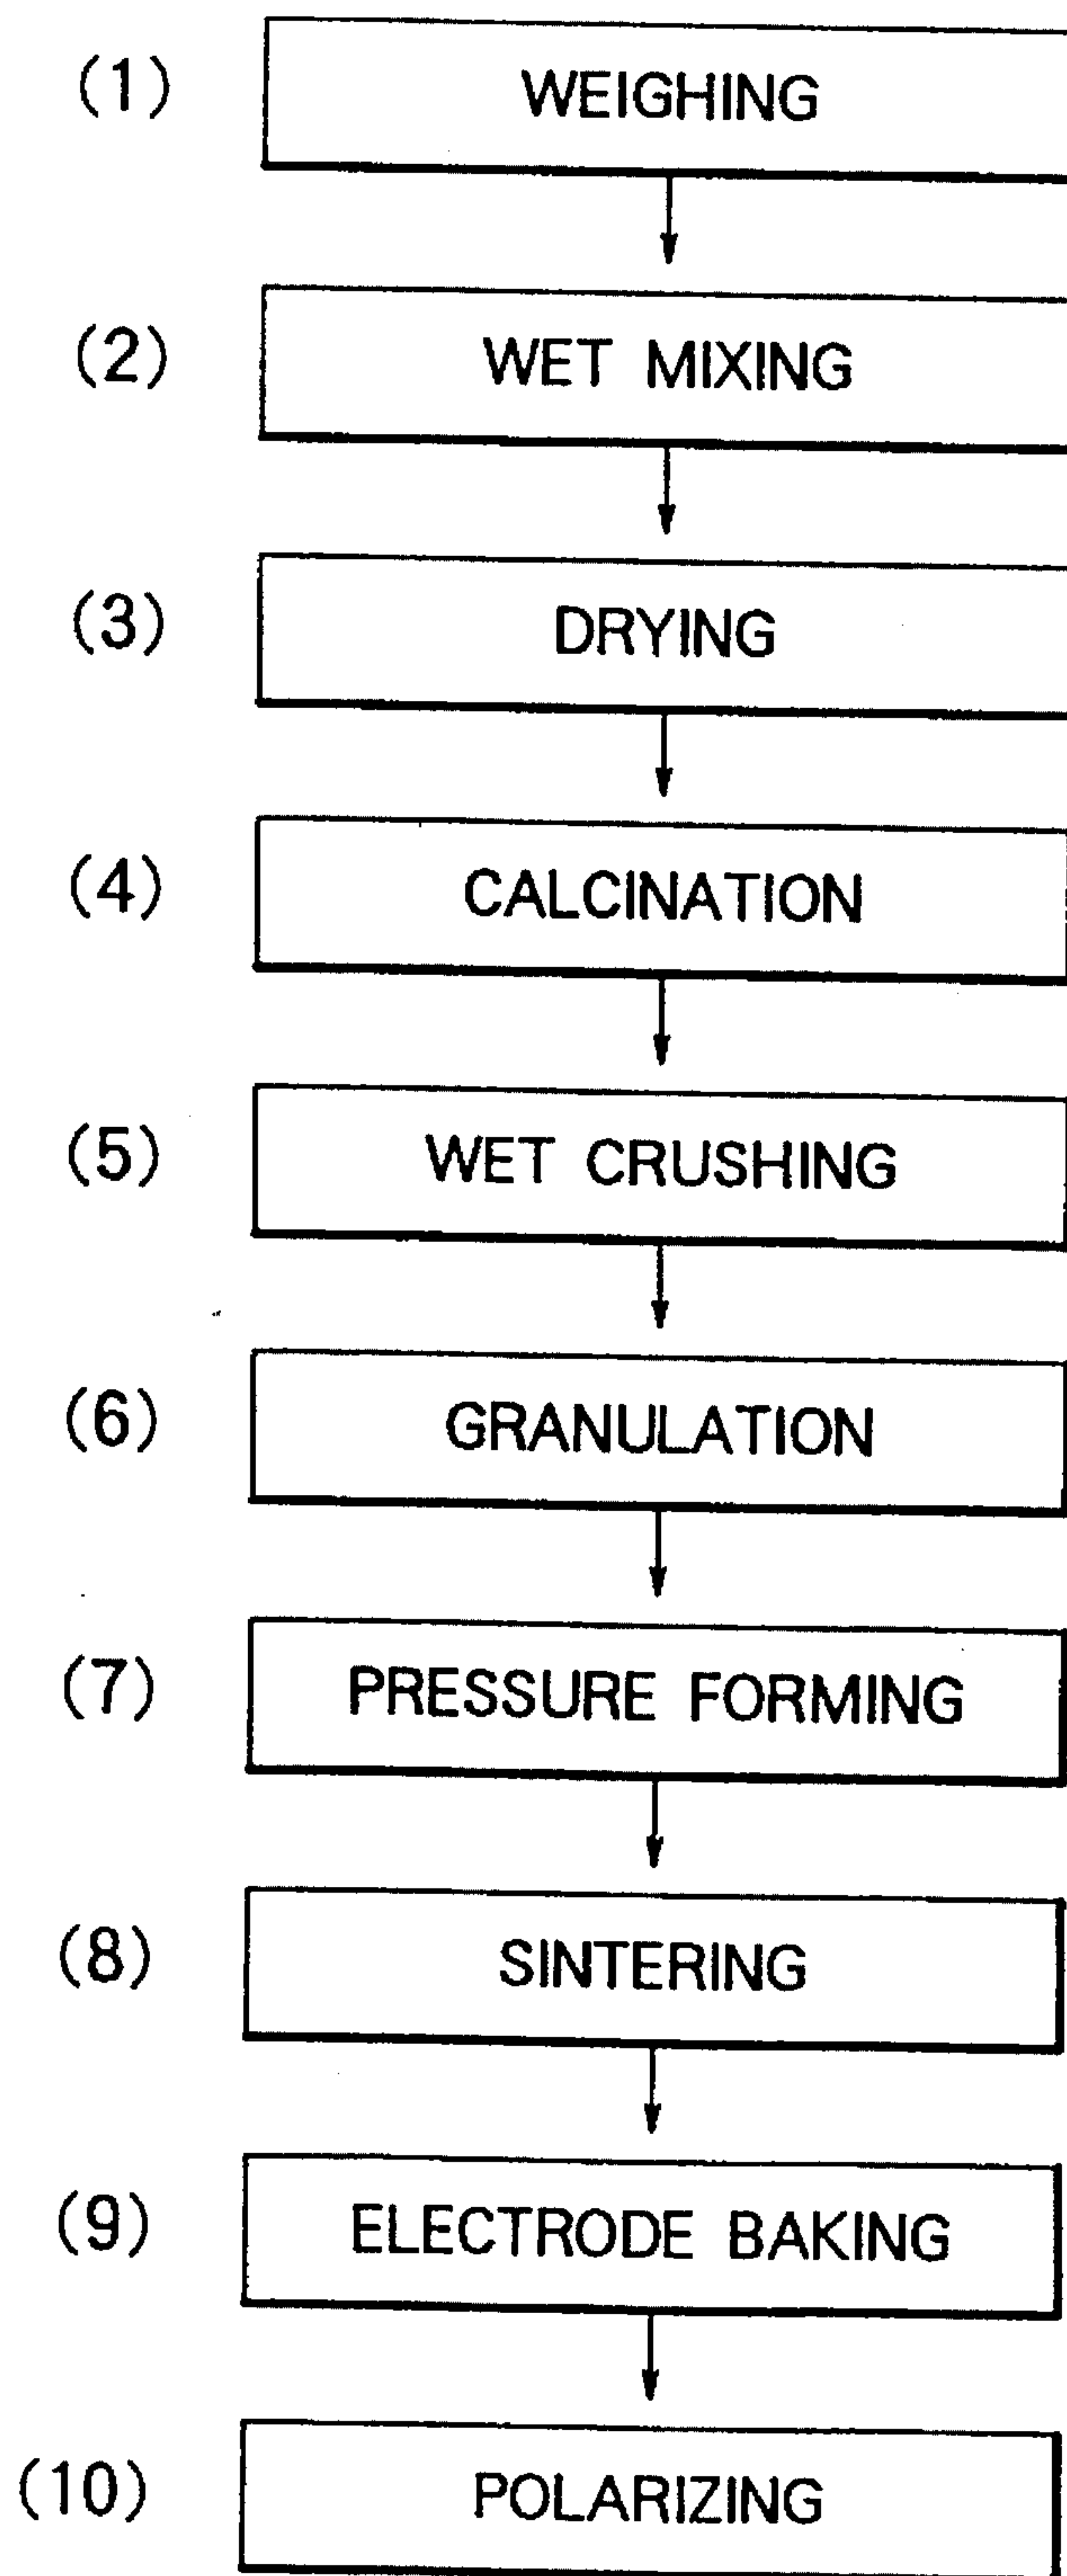 (1) WEIGHING
(2) WET MIXING
(3) DRYING
(4) CALCINATION
(5) WET CRUSHING
(6) GRANULATION
(7) PRESSURE FORMING
(8) SINTERING
(9) ELECTRODE BAKING
(10) POLARIZING